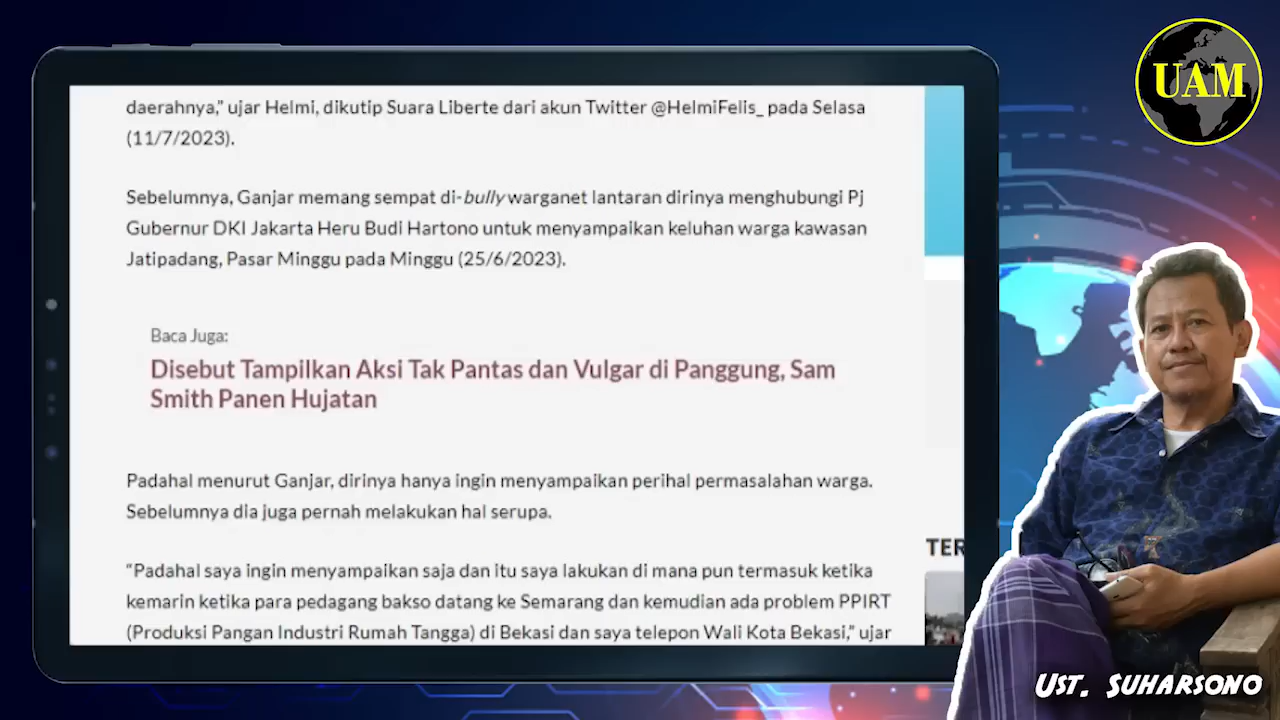 daerahnya,” ujar Helmi, dikutip Suara Liberte dari akun Twitter @HelmiFelis_ pada Selasa
(11/7/2023).
Sebelumnya, Ganjar memang sempat di-bully warganet lantaran dirinya menghubungi Pj
Gubernur DKI Jakarta Heru Budi Hartono untuk menyampaikan keluhan warga kawasan
Jatipadang, Pasar Minggu pada Minggu (25/6/2023).
Baca Juga:
Disebut Tampilkan Aksi Tak Pantas dan Vulgar di Panggung, Sam
Smith Panen Hujatan
Padahal menurut Ganjar, dirinya hanya ingin menyampaikan perihal permasalahan warga.
Sebelumnya dia juga pernah melakukan hal serupa.
“Padahal saya ingin menyampaikan saja dan itu saya lakukan di mana pun termasuk ketika
kemarin ketika para pedagang bakso datang ke Semarang dan kemudian ada problem PPIRT
(Produksi Pangan Industri Rumah Tangga) di Bekasi dan saya telepon Wali Kota Bekasi,” ujar
TER
UAM
UST. SUHARSONO